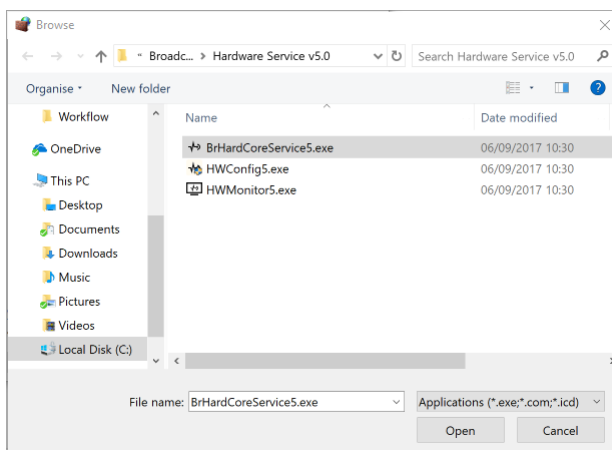 Browse
« Broadc... > Hardware Service v5.0
Search Hardware Service v5.0
Organise
New folder
Workflow
OneDrive
This PC
Desktop
Documents
Downloads
Music
Pictures
Videos
Local Disk (C:)
Name
Date modified
BrHardCoreService5.exe 06/09/2017 10:30
HWConfig5.exe 06/09/2017 10:30
HWMonitor5.exe 06/09/2017 10:30
File name: BrHardCoreService5.exe
Applications (*.exe;*.com;*.icd)
Open
Cancel